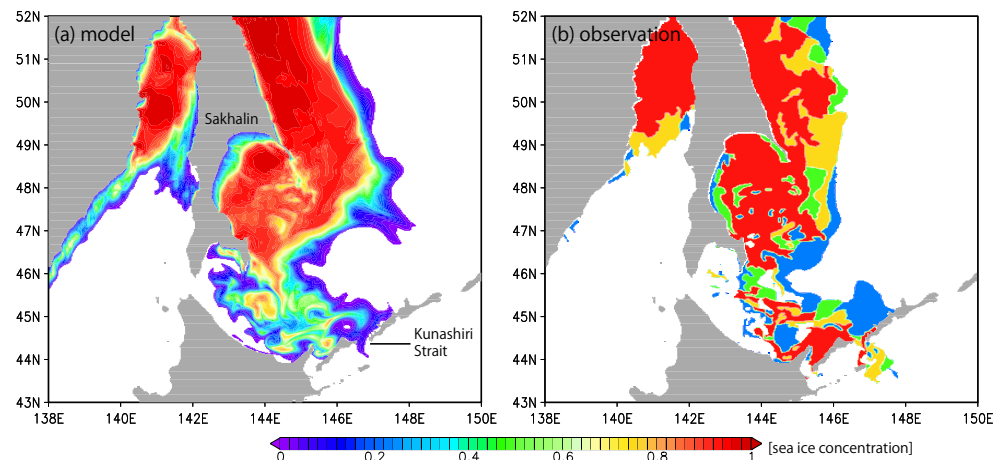 (a) model
(b) observation
52N
51N
50N
49N
48N
47N
46N
45N
44N
43N
Sakhalin
Kunashiri
Strait
138E
140E
142E
144E
146E
148E
150E
52N
51N
50N
49N
48N
47N
46N
45N
44N
43N
138E
140E
142E
144E
146E
148E
150E
0
0.2
0.4
0.6
0.8
1
[sea ice concentration]